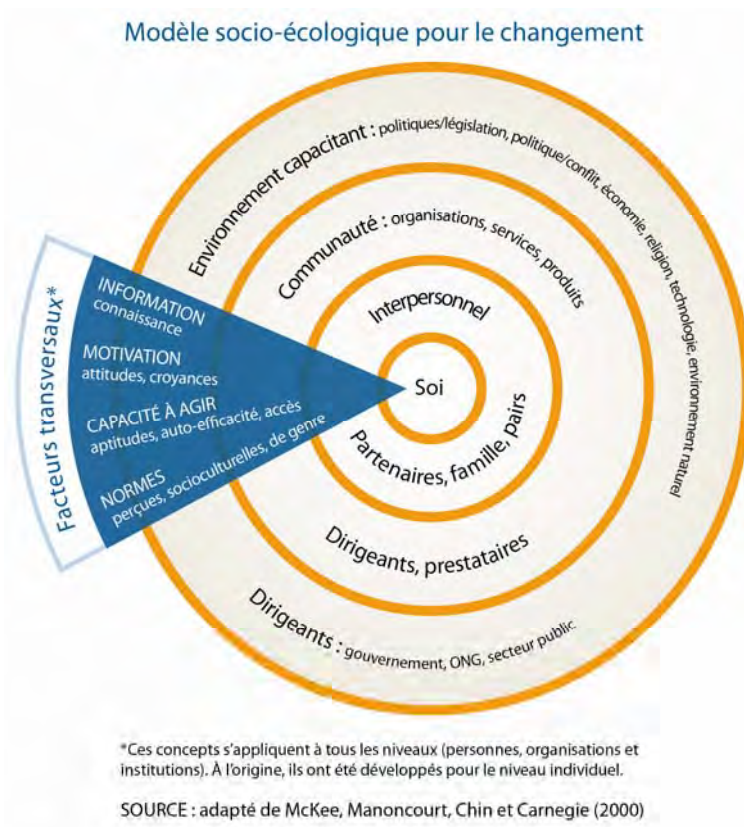 Modèle socio-écologique pour le changement
Environnement capacitant : politiques/législation, politique/conflit, économie, religion, technologie, environnement naturel
Communauté : organisations, services, produits
Interpersonnel
Soi
Partenaires, famille, pairs
Dirigeants, prestataires
Dirigeants : gouvernement, ONG, secteur public
Facteurs transversaux*
INFORMATION
connaissance
MOTIVATION
attitudes, croyances
CAPACITÉ À AGIR
aptitudes, auto-efficacité, accès
NORMES
perçues, socioculturelles, de genre
*Ces concepts s'appliquent à tous les niveaux (personnes, organisations et
institutions). À l'origine, ils ont été développés pour le niveau individuel.
SOURCE : adapté de McKee, Manoncourt, Chin et Carnegie (2000)